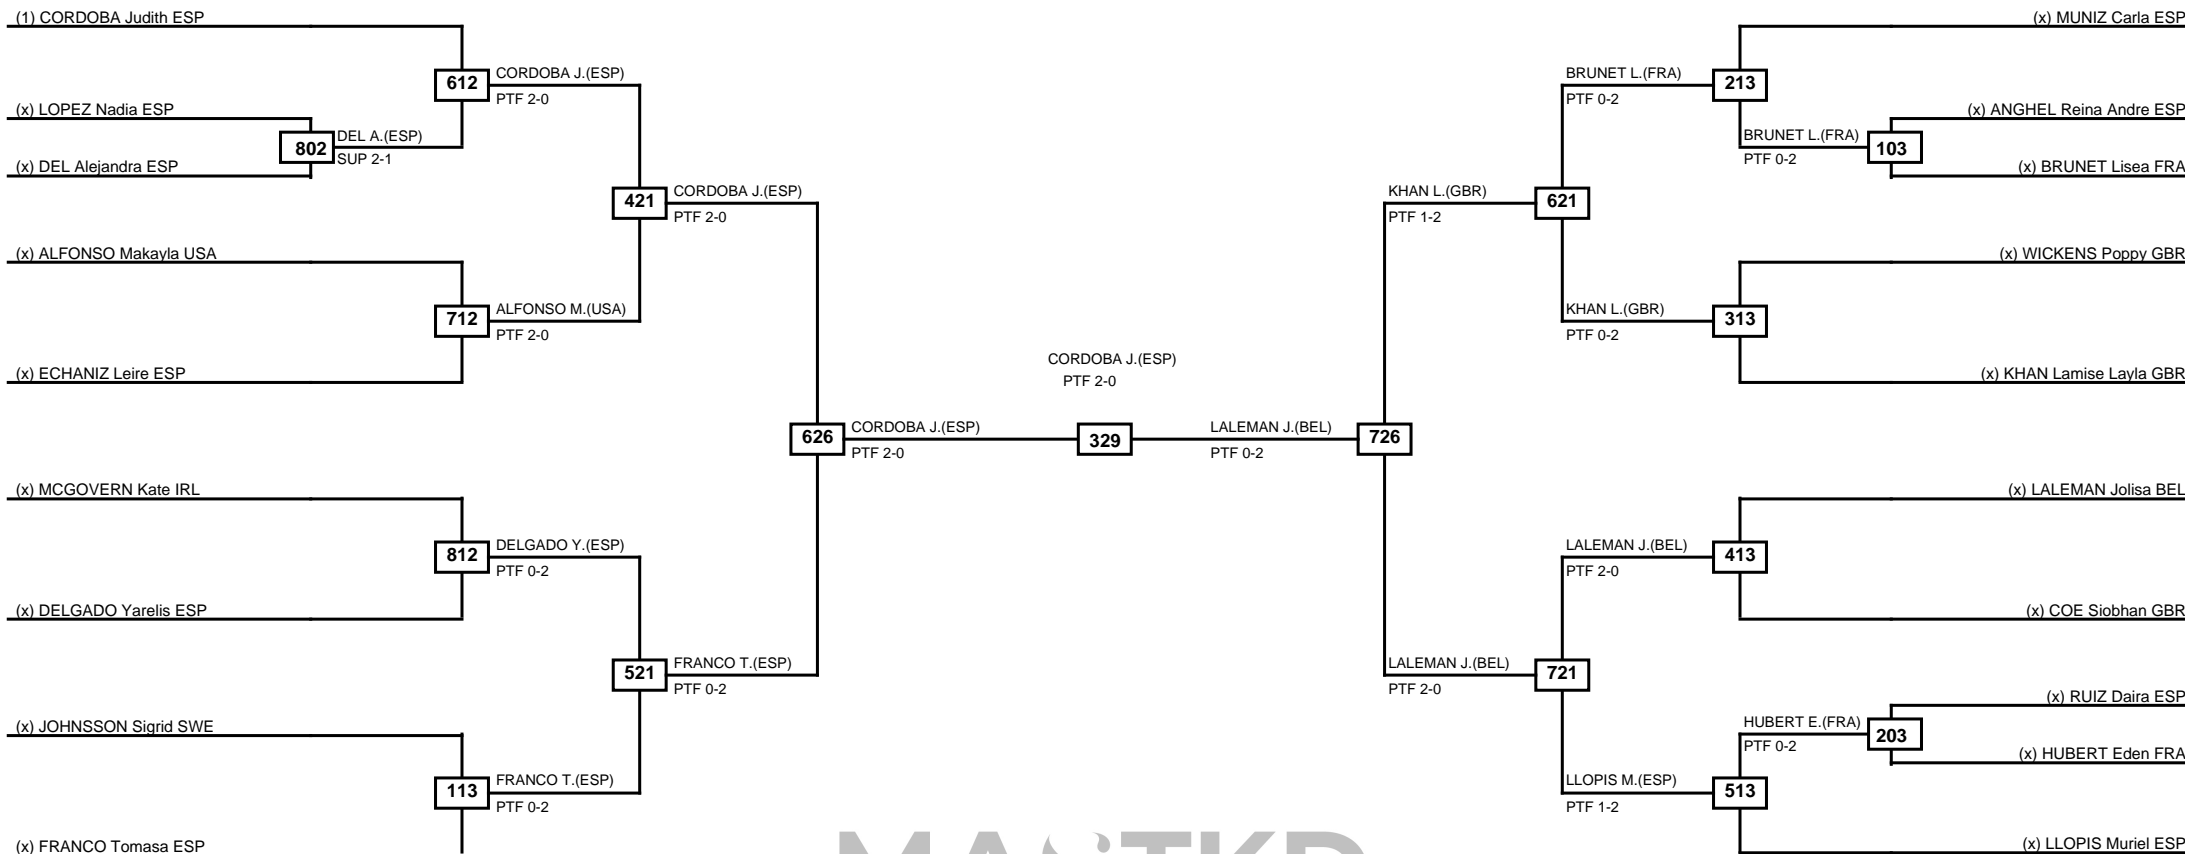 (1) CORDOBA Judith ESP
(x) LOPEZ Nadia ESP
(x) DEL Alejandra ESP
(x) ALFONSO Makayla USA
(x) ECHANIZ Leire ESP
(x) MCGOVERN Kate IRL
(x) DELGADO Yarelis ESP
(x) JOHNSSON Sigrid SWE
(x) FRANCO Tomasa ESP
802
DEL A.(ESP)
SUP 2-1
612
CORDOBA J.(ESP)
PTF 2-0
712
ALFONSO M.(USA)
PTF 2-0
812
DELGADO Y.(ESP)
PTF 0-2
113
FRANCO T.(ESP)
PTF 0-2
421
CORDOBA J.(ESP)
PTF 2-0
521
FRANCO T.(ESP)
PTF 0-2
626
CORDOBA J.(ESP)
PTF 2-0
CORDOBA J.(ESP)
PTF 2-0
329
LALEMAN J.(BEL)
PTF 0-2
726
KHAN L.(GBR)
PTF 1-2
621
LALEMAN J.(BEL)
PTF 2-0
721
BRUNET L.(FRA)
PTF 0-2
213
KHAN L.(GBR)
PTF 0-2
313
LALEMAN J.(BEL)
PTF 2-0
413
LLOPIS M.(ESP)
PTF 1-2
513
BRUNET L.(FRA)
PTF 0-2
103
HUBERT E.(FRA)
PTF 0-2
203
(x) MUNIZ Carla ESP
(x) ANGHEL Reina Andre ESP
(x) BRUNET Lisea FRA
(x) WICKENS Poppy GBR
(x) KHAN Lamise Layla GBR
(x) LALEMAN Jolisa BEL
(x) COE Siobhan GBR
(x) RUIZ Daira ESP
(x) HUBERT Eden FRA
(x) LLOPIS Muriel ESP
MASTKD